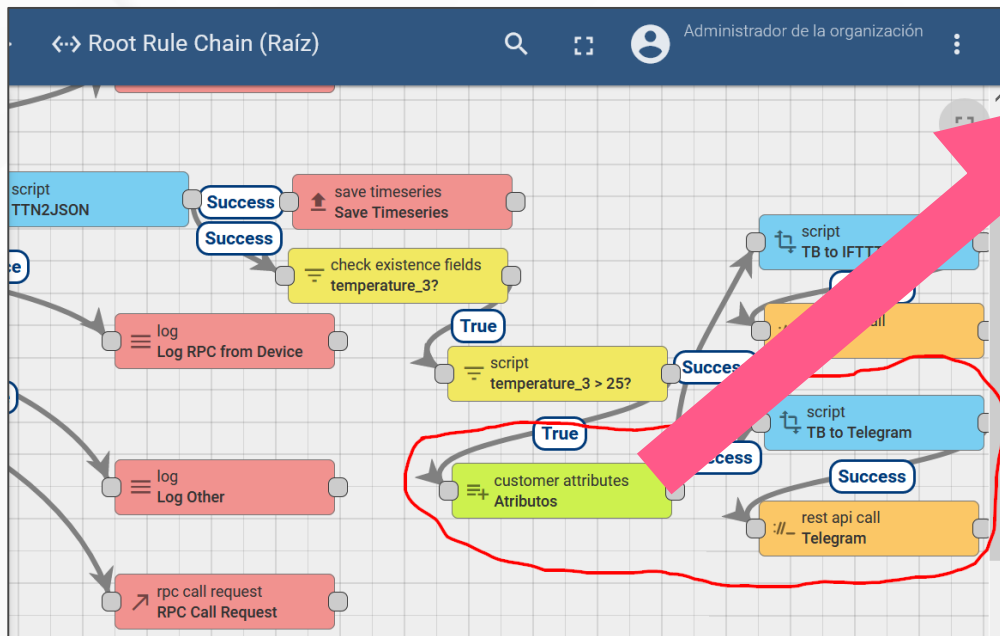 Root Rule Chain (Raíz)
Administrador de la organización
script
TTN2JSON
Success
save timeseries
Save Timeseries
Success
check existence fields
temperature_3?
script
TB to IFTTT
True
log
Log RPC from Device
script
temperature_3 > 25?
Success
script
TB to Telegram
True
customer attributes
Atributos
Success
log
Log Other
rest api call
Telegram
rpc call request
RPC Call Request